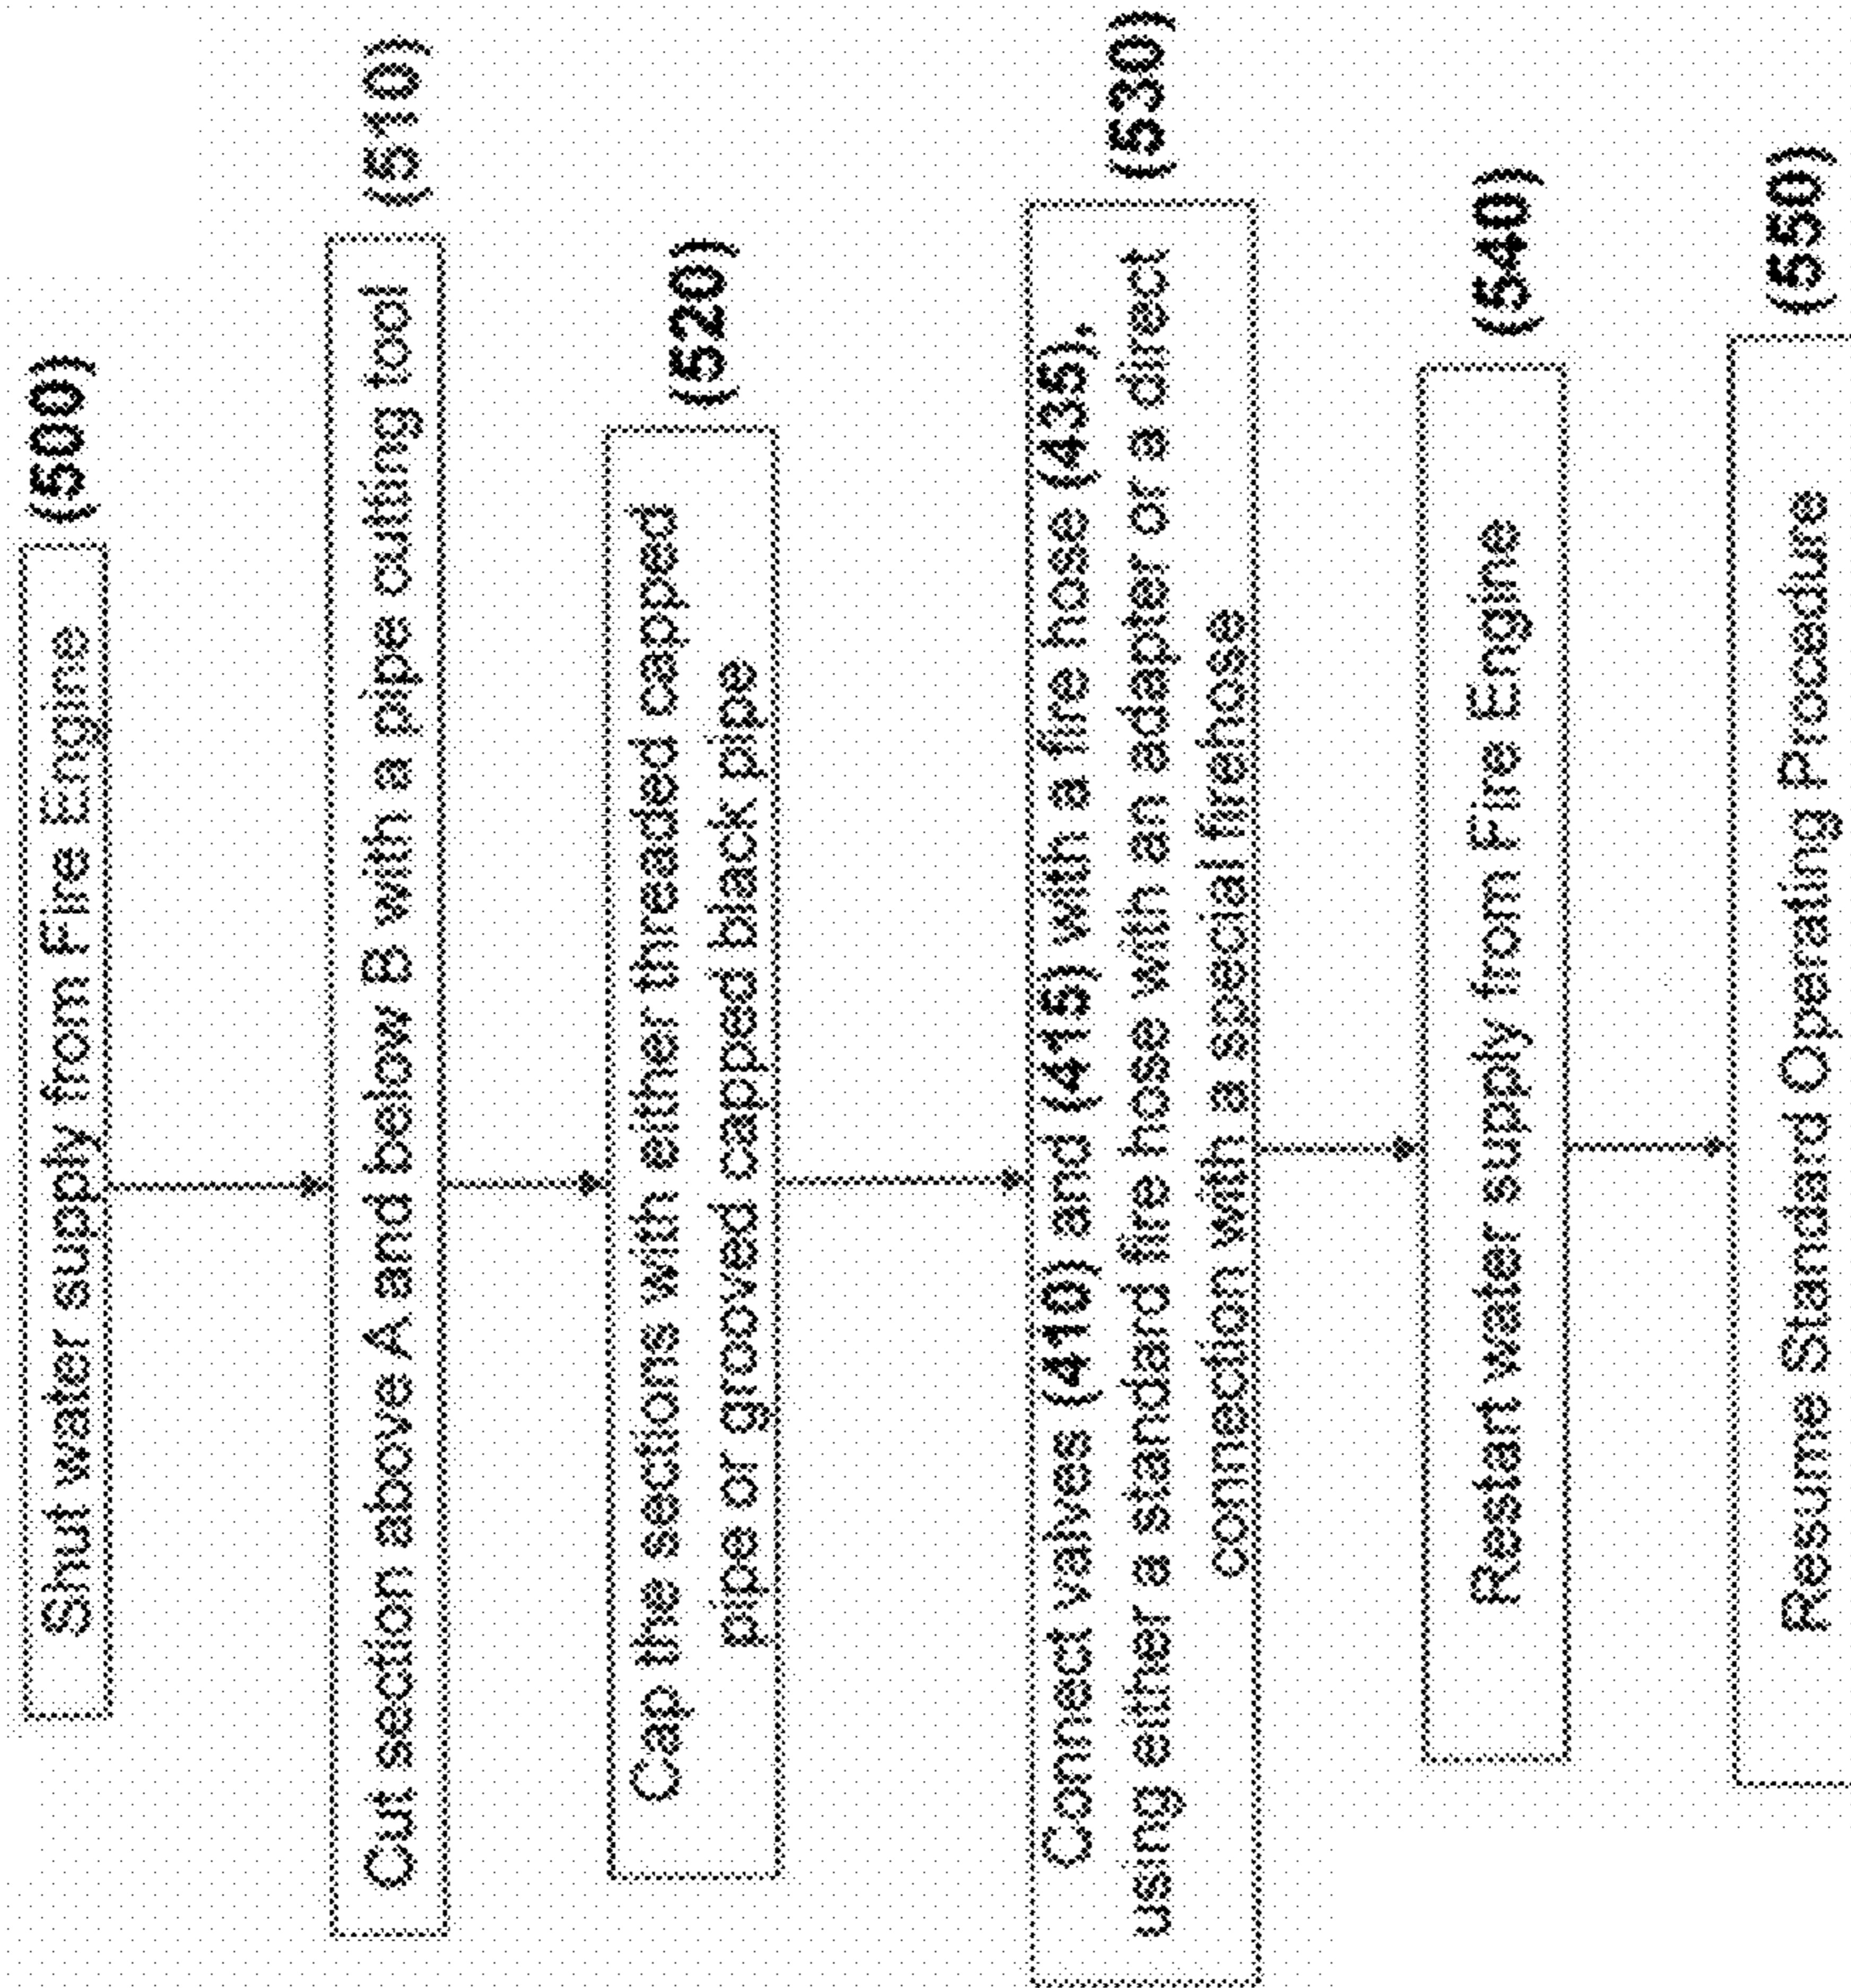 Shut water supply from Fire Engine (500)
Cut section above A and below B with a pipe cutting tool (510)
Cap the sections with either threaded capped
pipe or grooved capped black pipe
(520)
Connect valves (410) and (415) with a fire hose (435),
using either a standard fire hose with an adapter or a direct
connection with a special firehose
(530)
Restart water supply from Fire Engine (540)
Resume Standard Operating Procedure (550)